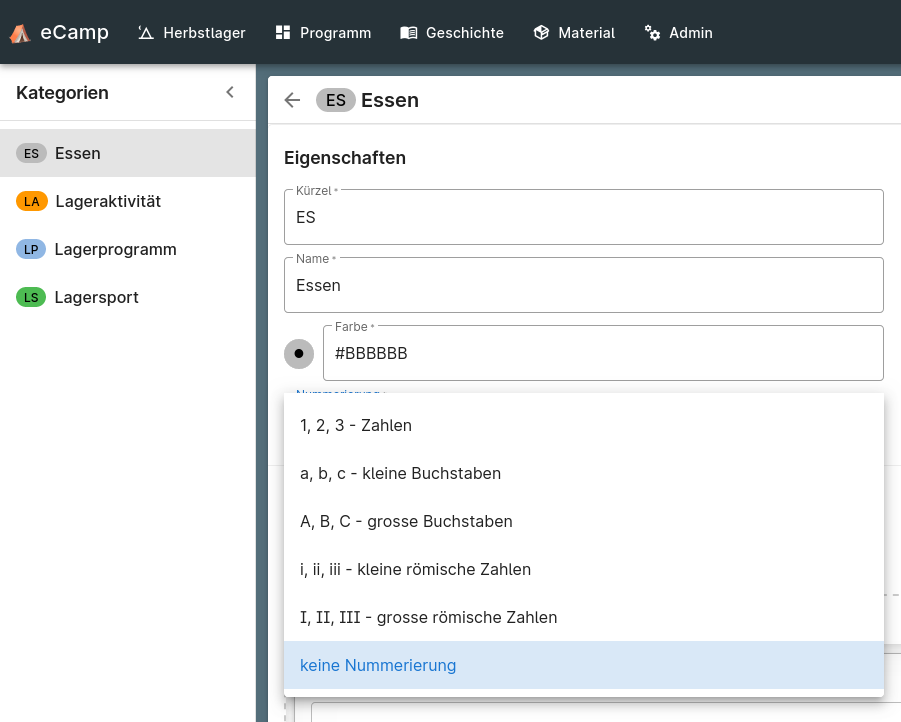 eCamp Herbstlager Programm Geschichte Material Admin
Kategorien
ES Essen
LA Lageraktivität
LP Lagerprogramm
LS Lagersport
ES Essen
Eigenschaften
Kürzel *
ES
Name *
Essen
Farbe *
#BBBBBB
Nummerierung *
1, 2, 3 - Zahlen
a, b, c - kleine Buchstaben
A, B, C - grosse Buchstaben
i, ii, iii - kleine römische Zahlen
I, II, III - grosse römische Zahlen
keine Nummerierung